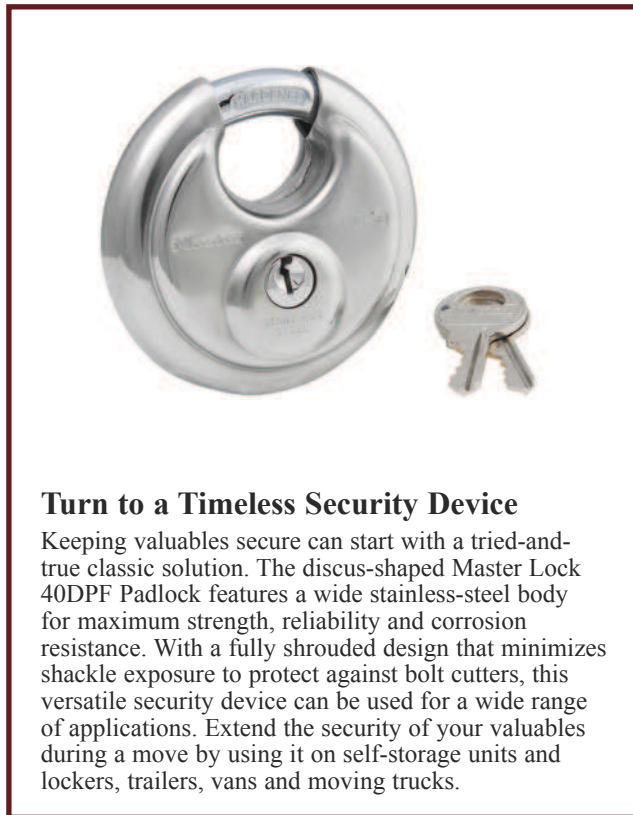 HARDENED
Turn to a Timeless Security Device
Keeping valuables secure can start with a tried-and-
true classic solution. The discus-shaped Master Lock
40DPF Padlock features a wide stainless-steel body
for maximum strength, reliability and corrosion
resistance. With a fully shrouded design that minimizes
shackle exposure to protect against bolt cutters, this
versatile security device can be used for a wide range
of applications. Extend the security of your valuables
during a move by using it on self-storage units and
lockers, trailers, vans and moving trucks.